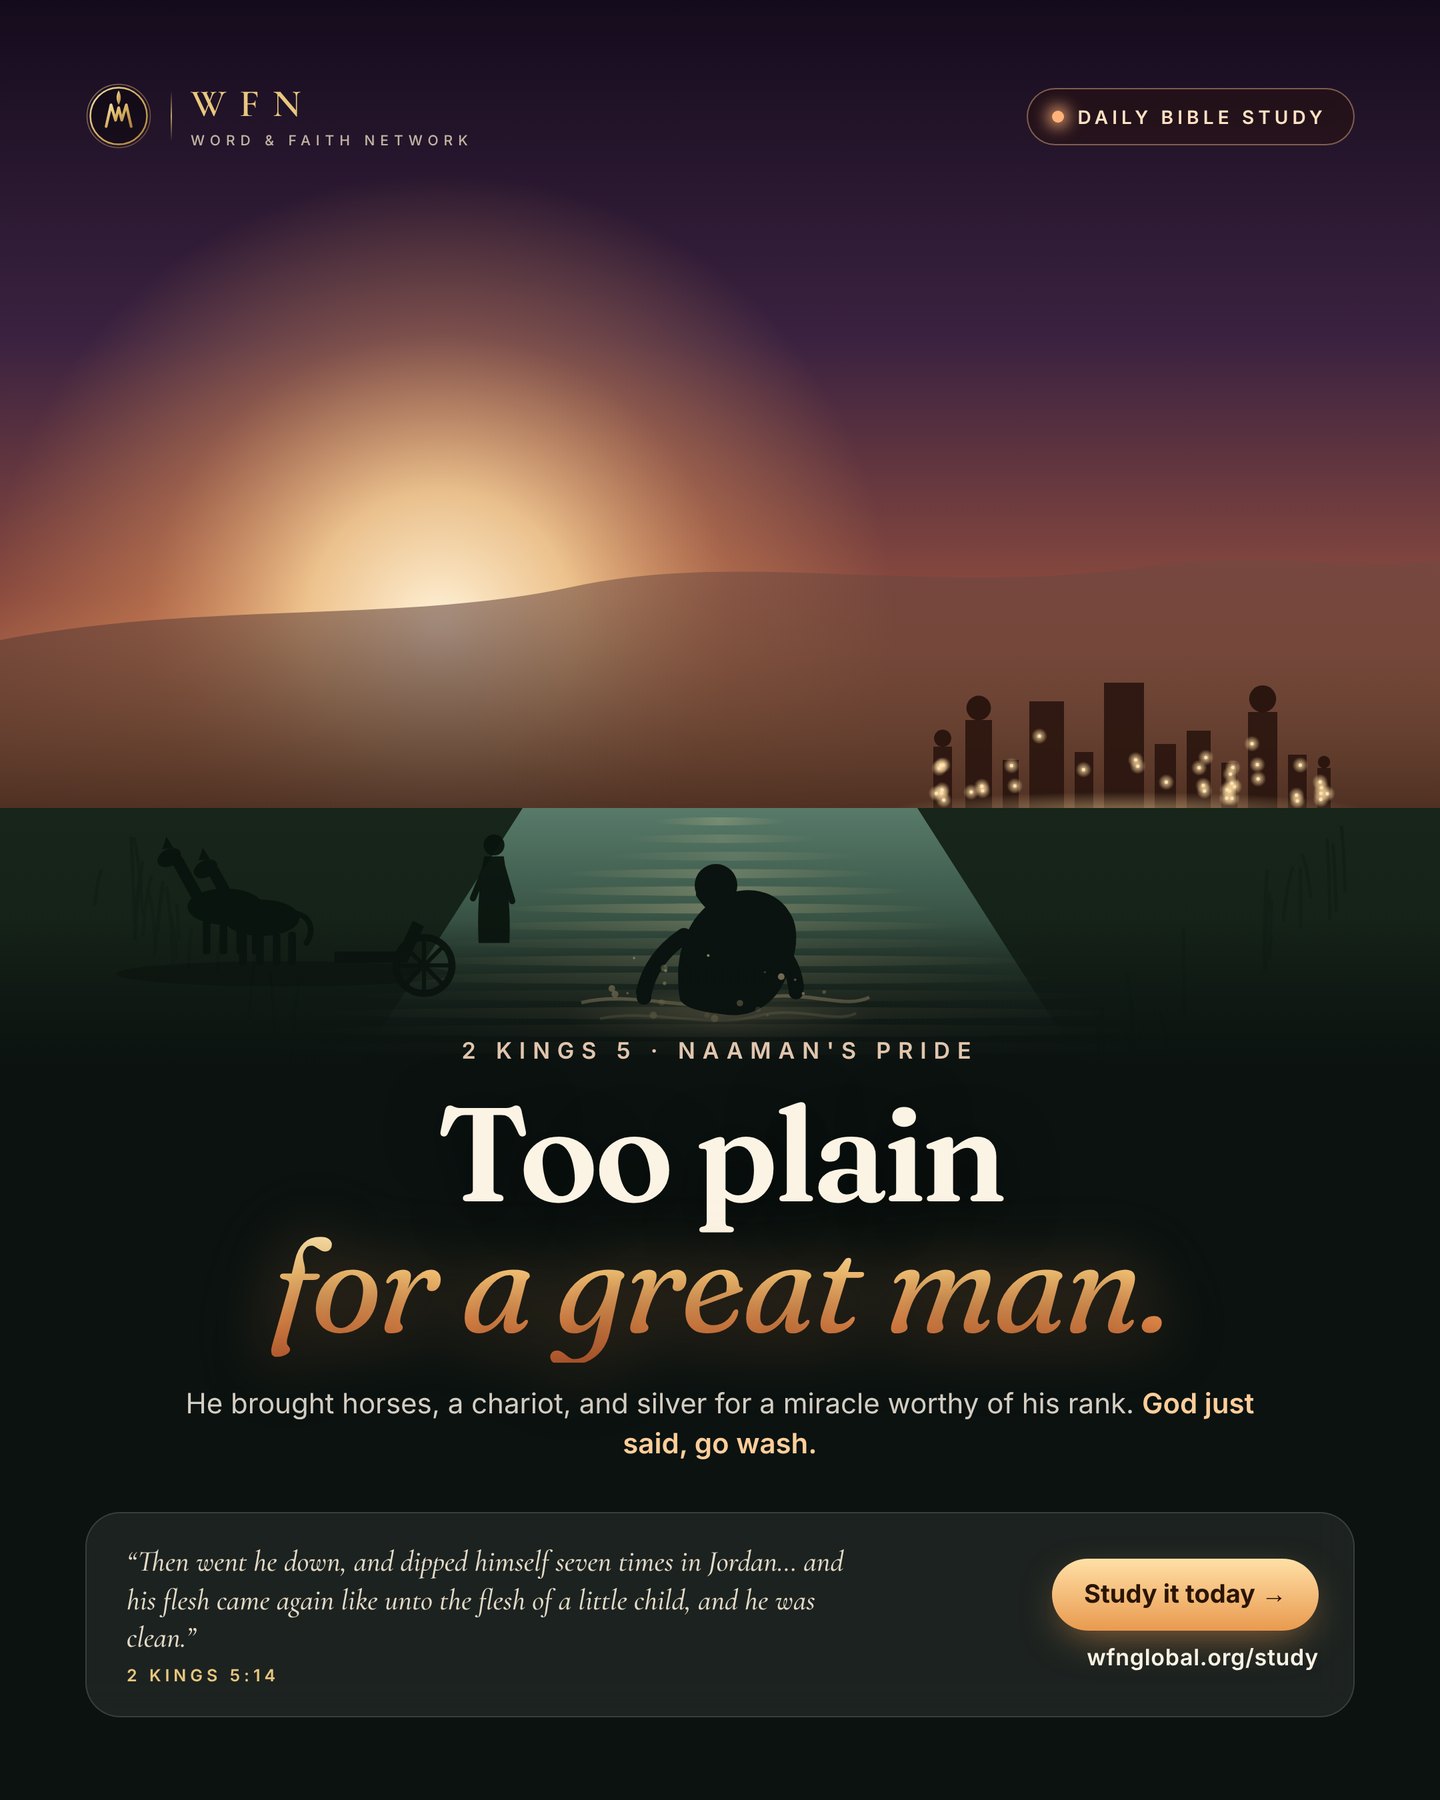 WFN
WORD & FAITH NETWORK
DAILY BIBLE STUDY
2 KINGS 5 · NAAMAN'S PRIDE
Too plain
for a great man.
He brought horses, a chariot, and silver for a miracle worthy of his rank. God just
said, go wash.
“Then went he down, and dipped himself seven times in Jordan... and
his flesh came again like unto the flesh of a little child, and he was
clean.”
2 KINGS 5:14
Study it today →
wfnglobal.org/study